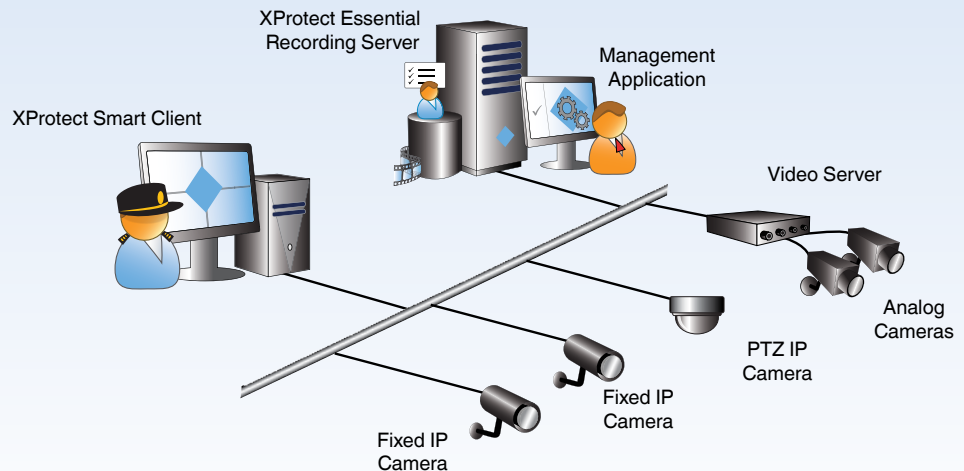 XProtect Essential
Recording Server
Management
Application
XProtect Smart Client
Video Server
Analog
Cameras
PTZ IP
Camera
Fixed IP
Camera
Fixed IP
Camera